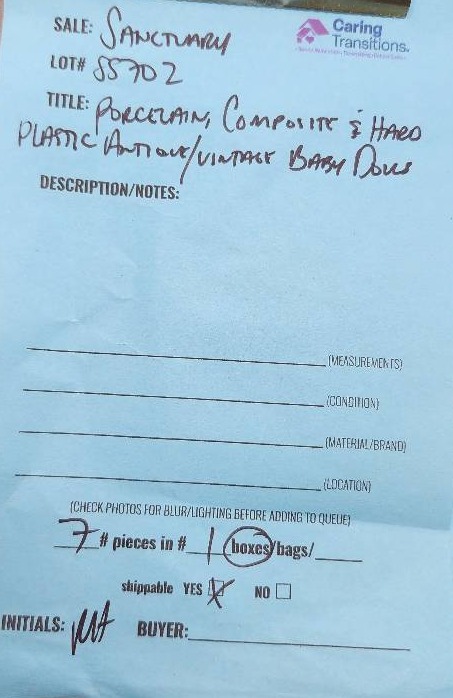 SALE: SANCTUARY
Caring Transitions.
LOT# SS702
TITLE: PORCELAIN, COMPOSITE & HARD
PLASTIC ANTIQUE/VINTAGE BABY DOLLS
DESCRIPTION/NOTES:
(MEASUREMENTS)
(CONDITION)
(MATERIAL/BRAND)
(LOCATION)
(CHECK PHOTOS FOR BLUR/LIGHTING BEFORE ADDING TO QUEUE)
7 # pieces in # 1 boxes/bags/
shippable YES X NO
INITIALS: BUYER: